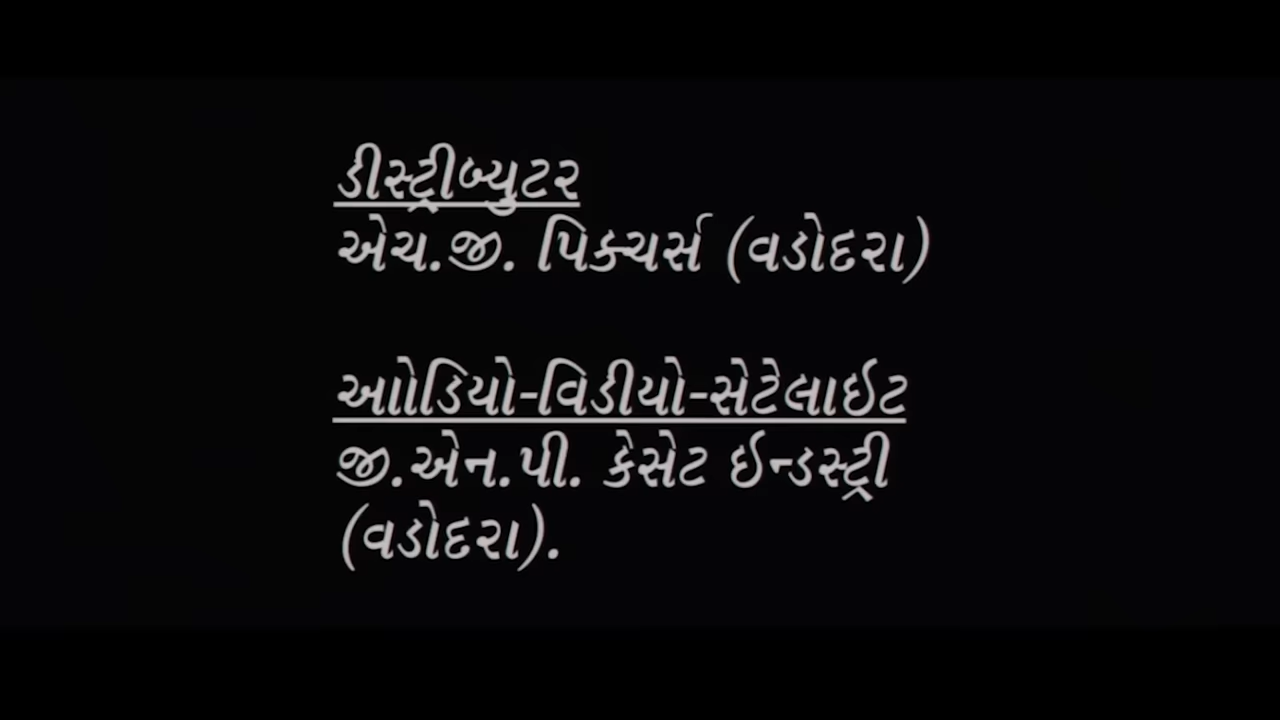 ડીસ્ટ્રીબ્યુટર
એચ.જી. પિક્ચર્સ (વડોદરા)
આોડિયો-વિડીયો-સેટેલાઈટ
જી.એન.પી. કેસેટ ઈન્ડસ્ટ્રી
(વડોદરા).